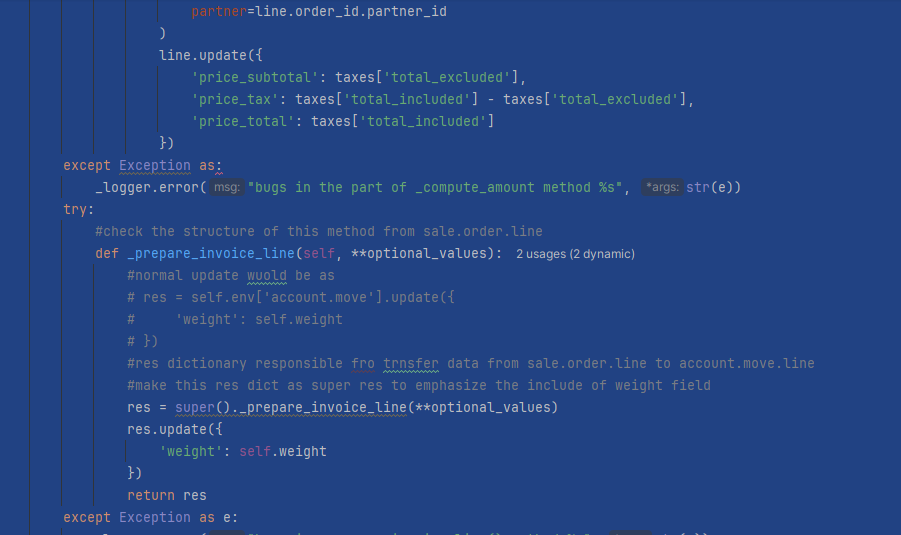 partner=line.order_id.partner_id
)
line.update({
'price_subtotal': taxes['total_excluded'],
'price_tax': taxes['total_included'] - taxes['total_excluded'],
'price_total': taxes['total_included']
})
except Exception as:
_logger.error( msg: "bugs in the part of _compute_amount method %s", *args: str(e))
try:
#check the structure of this method from sale.order.line
def _prepare_invoice_line(self, **optional_values): 2 usages (2 dynamic)
#normal update wuold be as
# res = self.env['account.move'].update({
#     'weight': self.weight
# })
#res dictionary responsible fro trnsfer data from sale.order.line to account.move.line
#make this res dict as super res to emphasize the include of weight field
res = super()._prepare_invoice_line(**optional_values)
res.update({
'weight': self.weight
})
return res
except Exception as e: